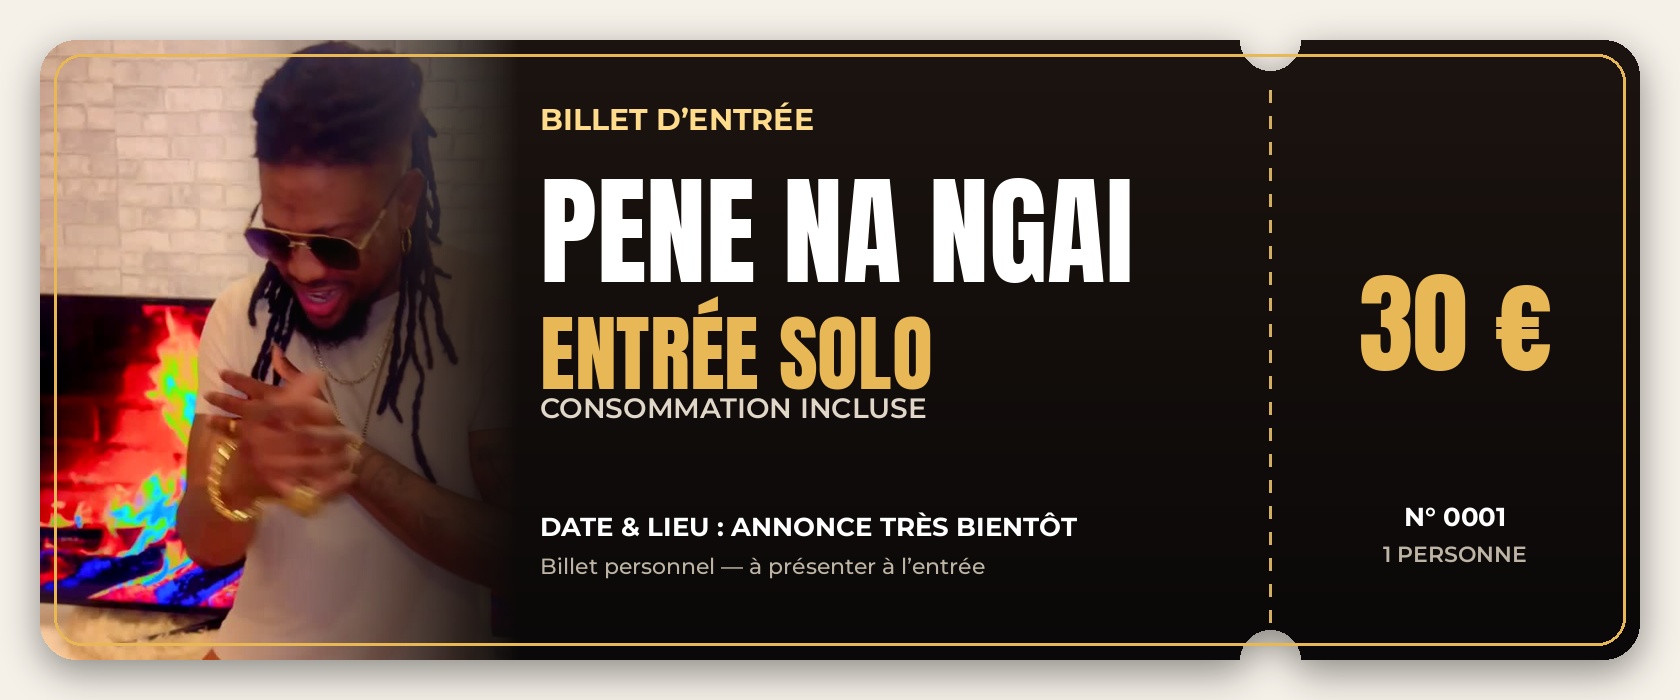 BILLET D’ENTRÉE
PENE NA NGAI
ENTRÉE SOLO
CONSOMMATION INCLUSE
DATE & LIEU : ANNONCE TRÈS BIENTÔT
Billet personnel — à présenter à l’entrée
30 €
N° 0001
1 PERSONNE